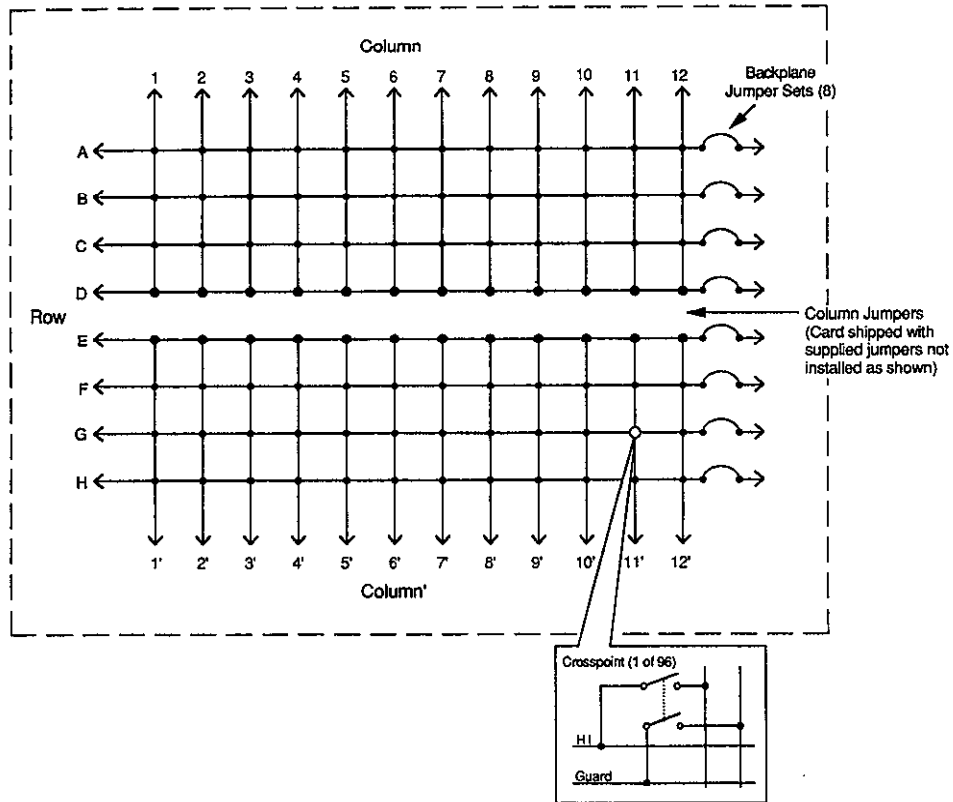 Column
1 2 3 4 5 6 7 8 9 10 11 12
Backplane
Jumper Sets (8)
A
B
C
D
Row
Column Jumpers
(Card shipped with
supplied jumpers not
installed as shown)
E
F
G
H
1' 2' 3' 4' 5' 6' 7' 8' 9' 10' 11' 12'
Column'
Crosspoint (1 of 96)
HI
Guard